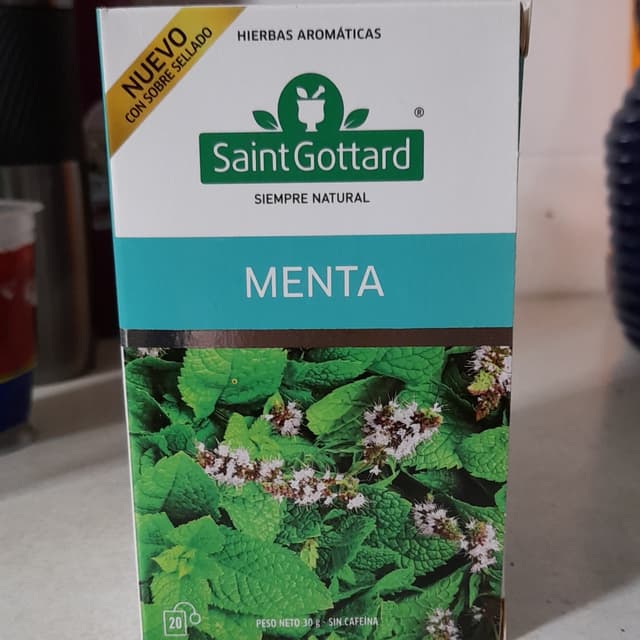 NUEVO
CON SOBRE SELLADO
HIERBAS AROMÁTICAS
®
Saint Gottard
SIEMPRE NATURAL
MENTA
20
PESO NETO 30 g - SIN CAFEÍNA